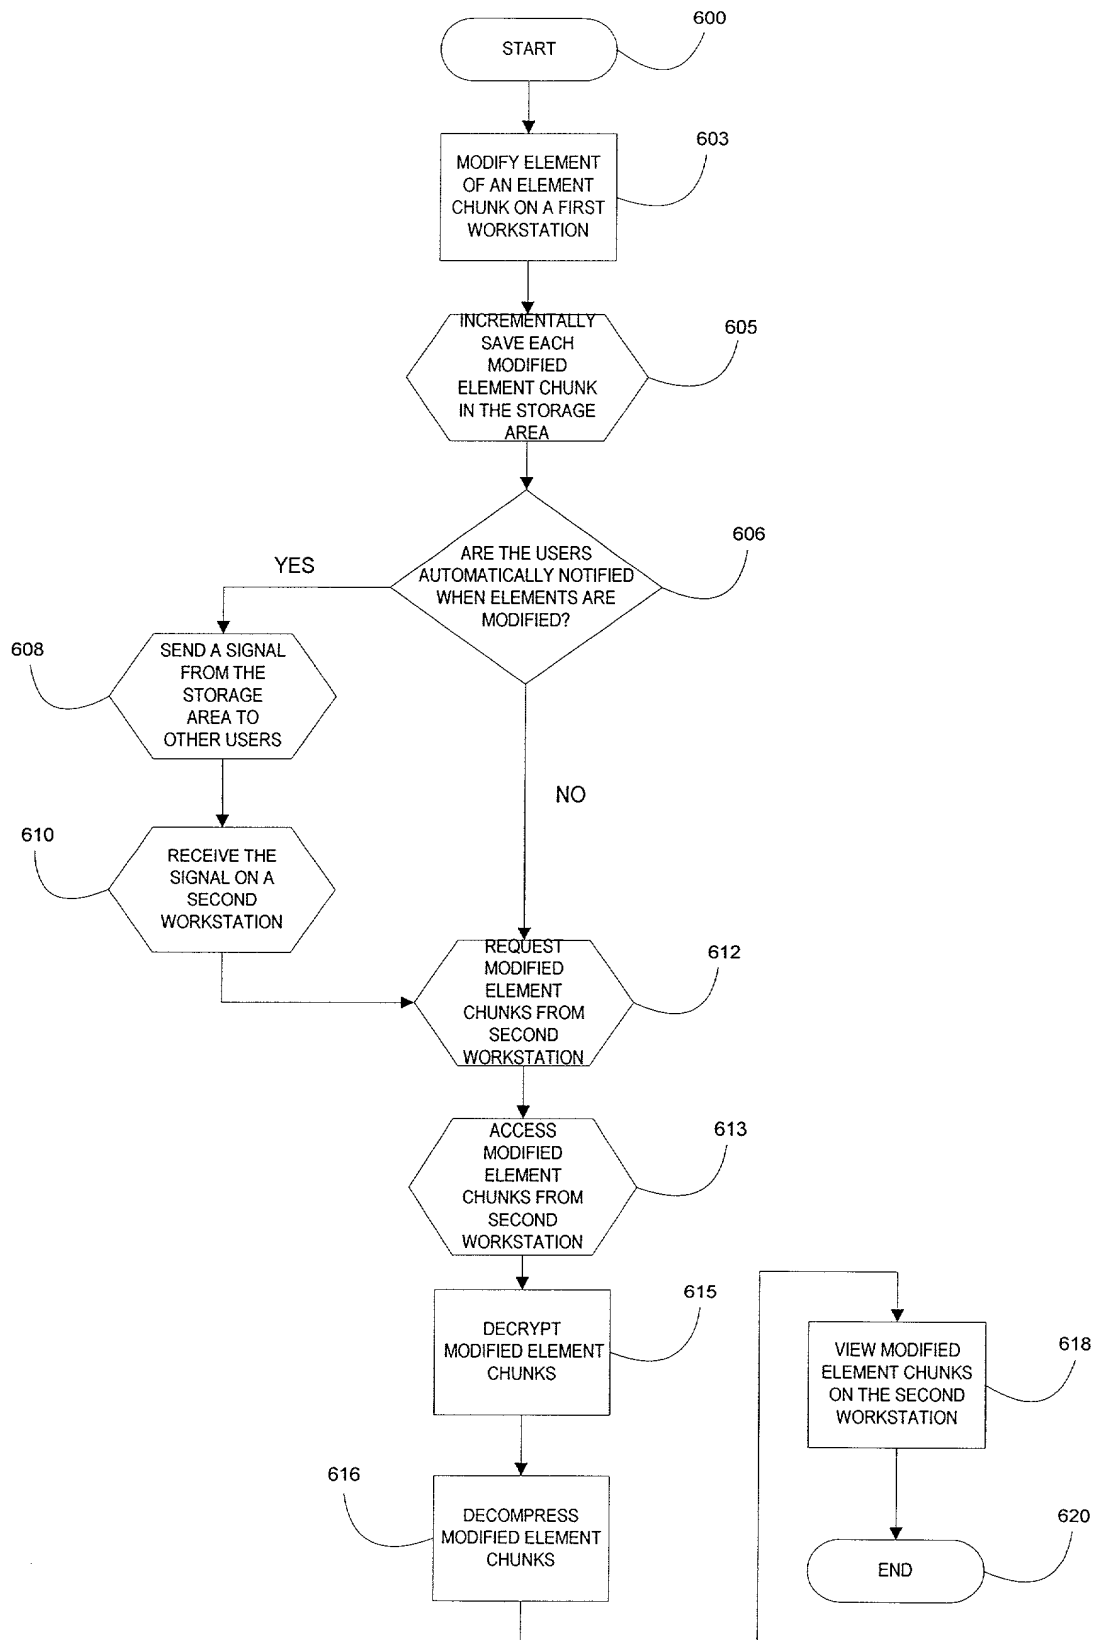 START
600
MODIFY ELEMENT
OF AN ELEMENT
CHUNK ON A FIRST
WORKSTATION
603
INCREMENTALLY
SAVE EACH
MODIFIED
ELEMENT CHUNK
IN THE STORAGE
AREA
605
ARE THE USERS
AUTOMATICALLY NOTIFIED
WHEN ELEMENTS ARE
MODIFIED?
606
YES
608
SEND A SIGNAL
FROM THE
STORAGE
AREA TO
OTHER USERS
NO
610
RECEIVE THE
SIGNAL ON A
SECOND
WORKSTATION
REQUEST
MODIFIED
ELEMENT
CHUNKS FROM
SECOND
WORKSTATION
612
ACCESS
MODIFIED
ELEMENT
CHUNKS FROM
SECOND
WORKSTATION
613
DECRYPT
MODIFIED ELEMENT
CHUNKS
615
616
DECOMPRESS
MODIFIED ELEMENT
CHUNKS
VIEW MODIFIED
ELEMENT CHUNKS
ON THE SECOND
WORKSTATION
618
END
620